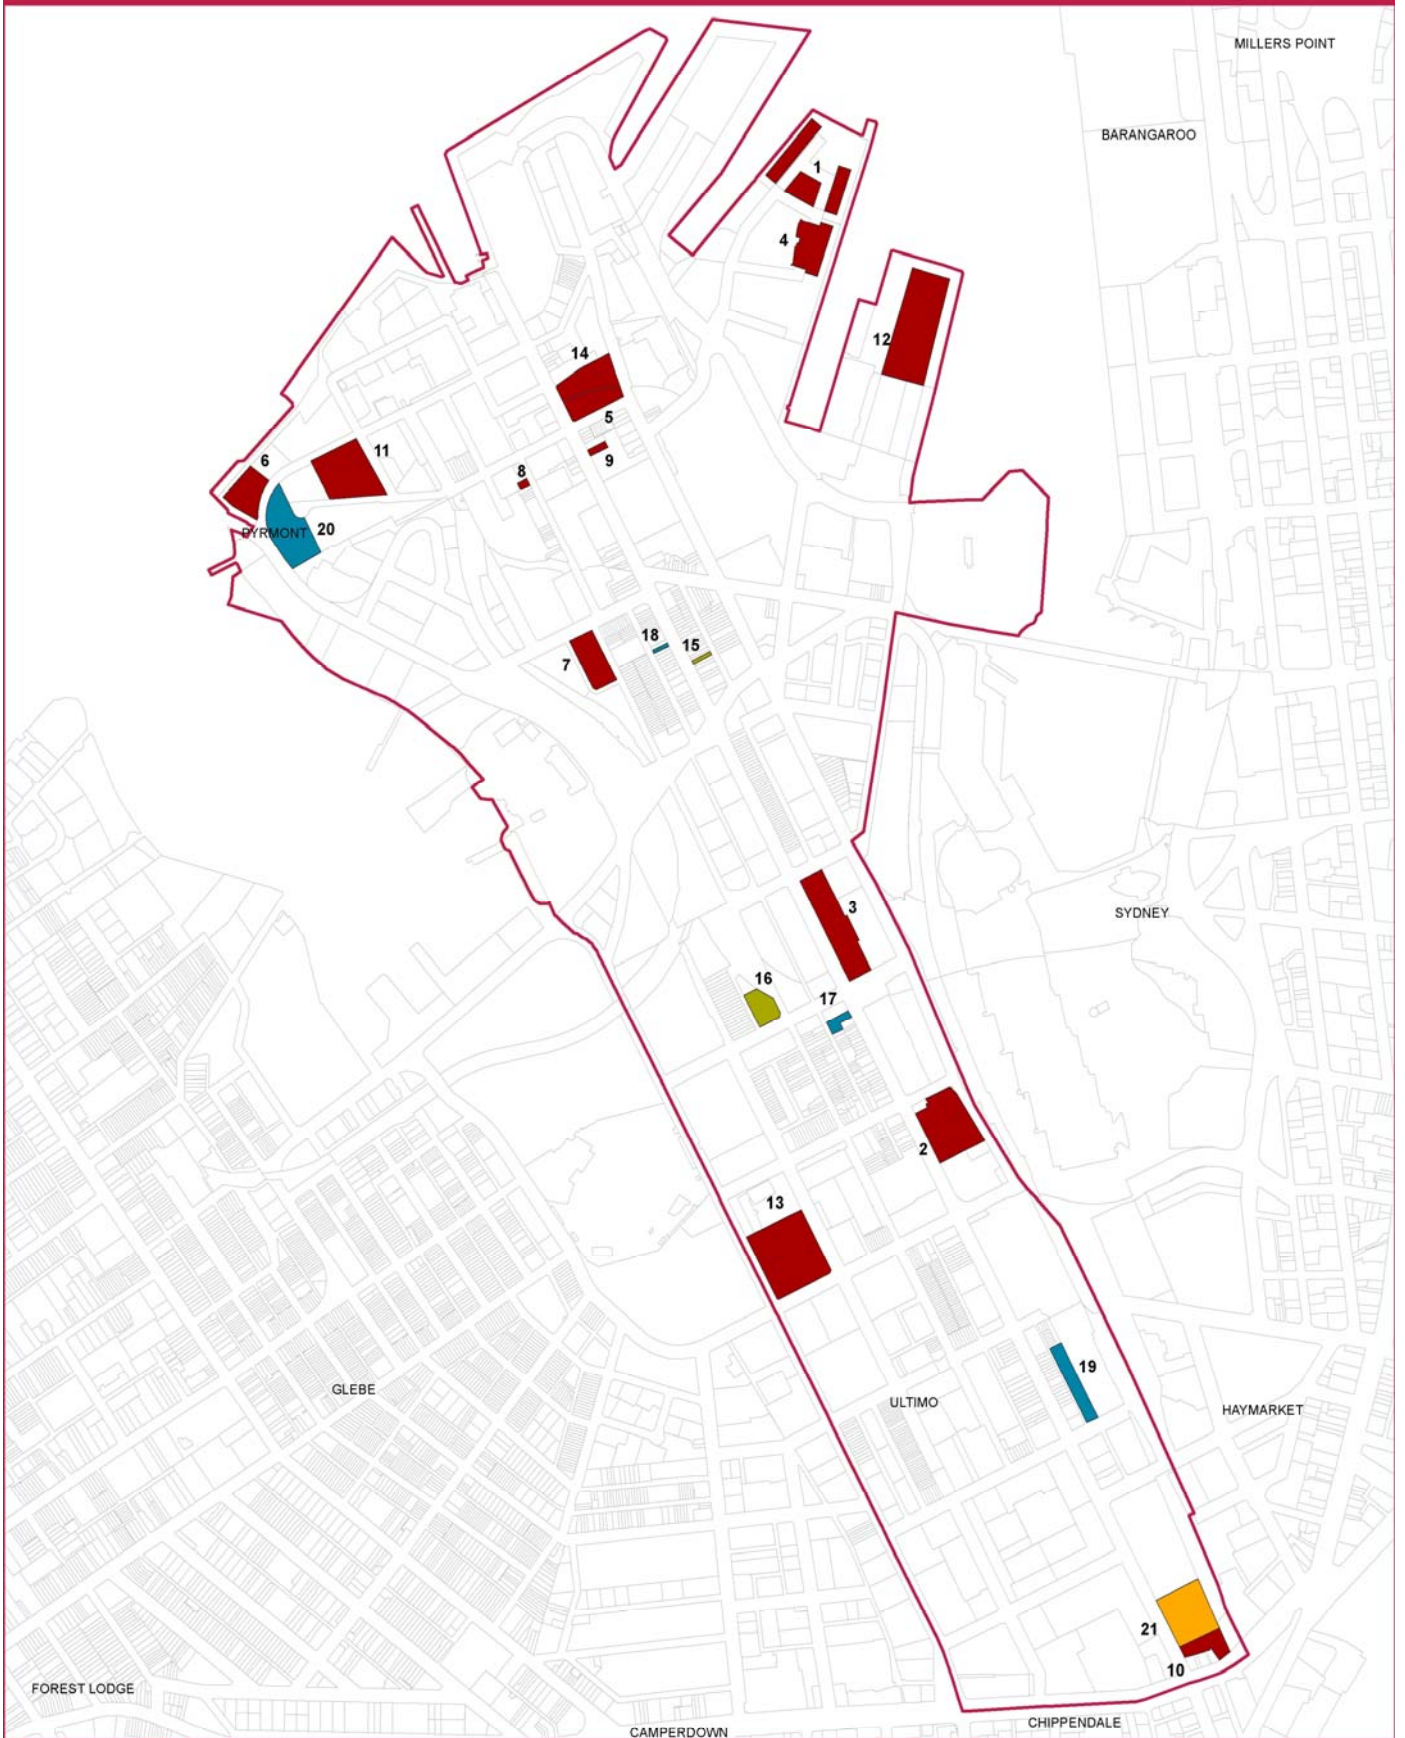 MILLERS POINT
BARANGAROO
1
4
12
14
5
11
9
6
8
20
PYRMONT
18
15
7
3
SYDNEY
16
17
2
13
19
GLEBE
ULTIMO
HAYMARKET
21
10
FOREST LODGE
CHIPPENDALE
CAMPERDOWN